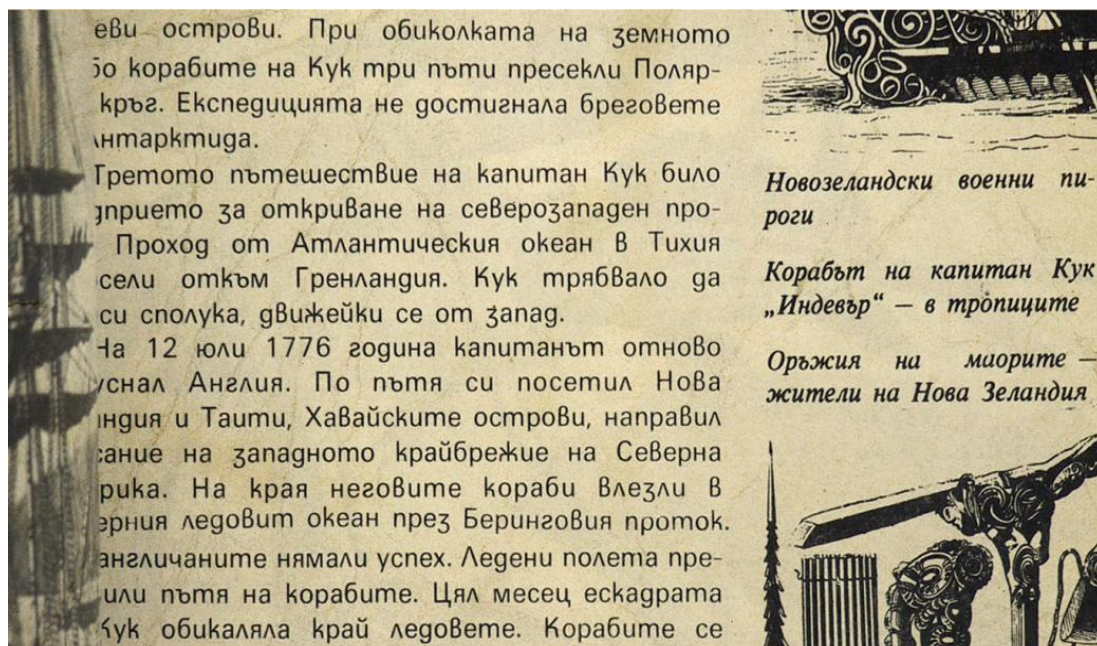 еви острови. При обиколката на земното
бо корабите на Кук три пъти пресекли Поляр-
кръг. Експедицията не достигнала бреговете
Антарктида.
Третото пътешествие на капитан Кук било
дприето за откриване на северозападен про-
Проход от Атлантическия океан в Тихия
сели откъм Гренландия. Кук трябвало да
си сполука, движейки се от запад.
На 12 юли 1776 година капитанът отново
уснал Англия. По пътя си посетил Нова
ндия и Таити, Хавайските острови, направил
сание на западното крайбрежие на Северна
рика. На края неговите кораби влезли в
ерния ледовит океан през Беринговия проток.
англичаните нямали успех. Ледени полета пре-
или пътя на корабите. Цял месец ескадрата
Кук обикаляла край ледовете. Корабите се
Новозеландски военни пи-
роги
Корабът на капитан Кук
„Индевър“ – в тропиците
Оръжия на маорите –
жители на Нова Зеландия